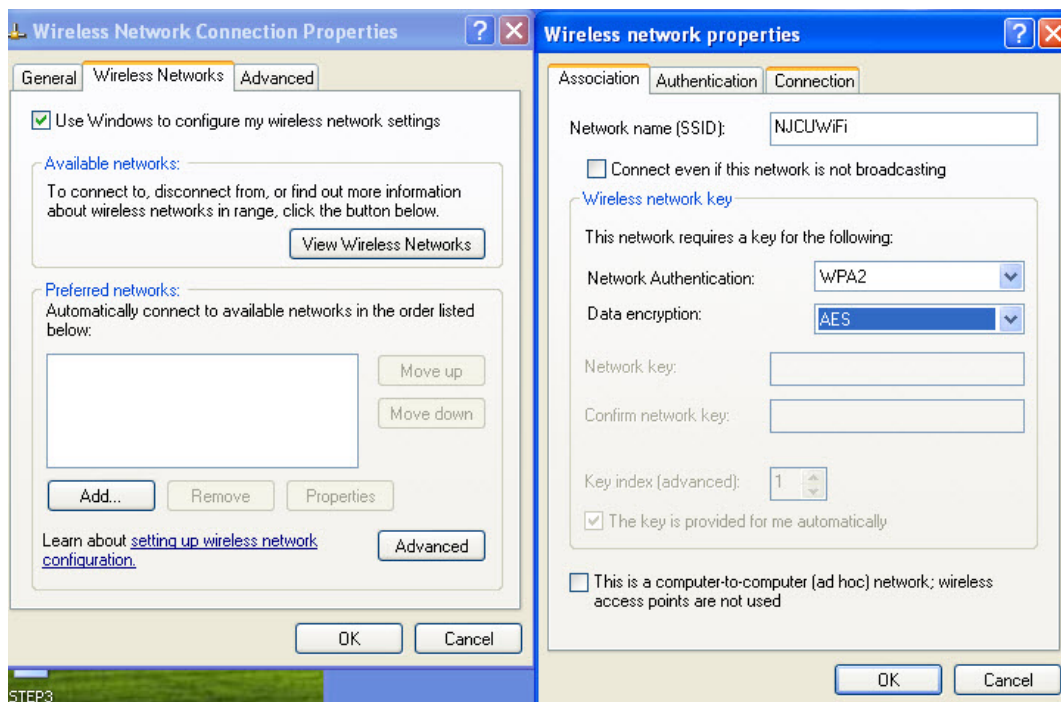 Wireless Network Connection Properties
General
Wireless Networks
Advanced
Use Windows to configure my wireless network settings
Available networks:
To connect to, disconnect from, or find out more information
about wireless networks in range, click the button below.
View Wireless Networks
Preferred networks:
Automatically connect to available networks in the order listed
below:
Move up
Move down
Add...
Remove
Properties
Learn about setting up wireless network
configuration.
Advanced
OK
Cancel
STEP3
Wireless network properties
Association
Authentication
Connection
Network name (SSID):
NJCUWiFi
Connect even if this network is not broadcasting
Wireless network key
This network requires a key for the following:
Network Authentication:
WPA2
Data encryption:
AES
Network key:
Confirm network key:
Key index (advanced):
1
The key is provided for me automatically
This is a computer-to-computer (ad hoc) network; wireless
access points are not used
OK
Cancel